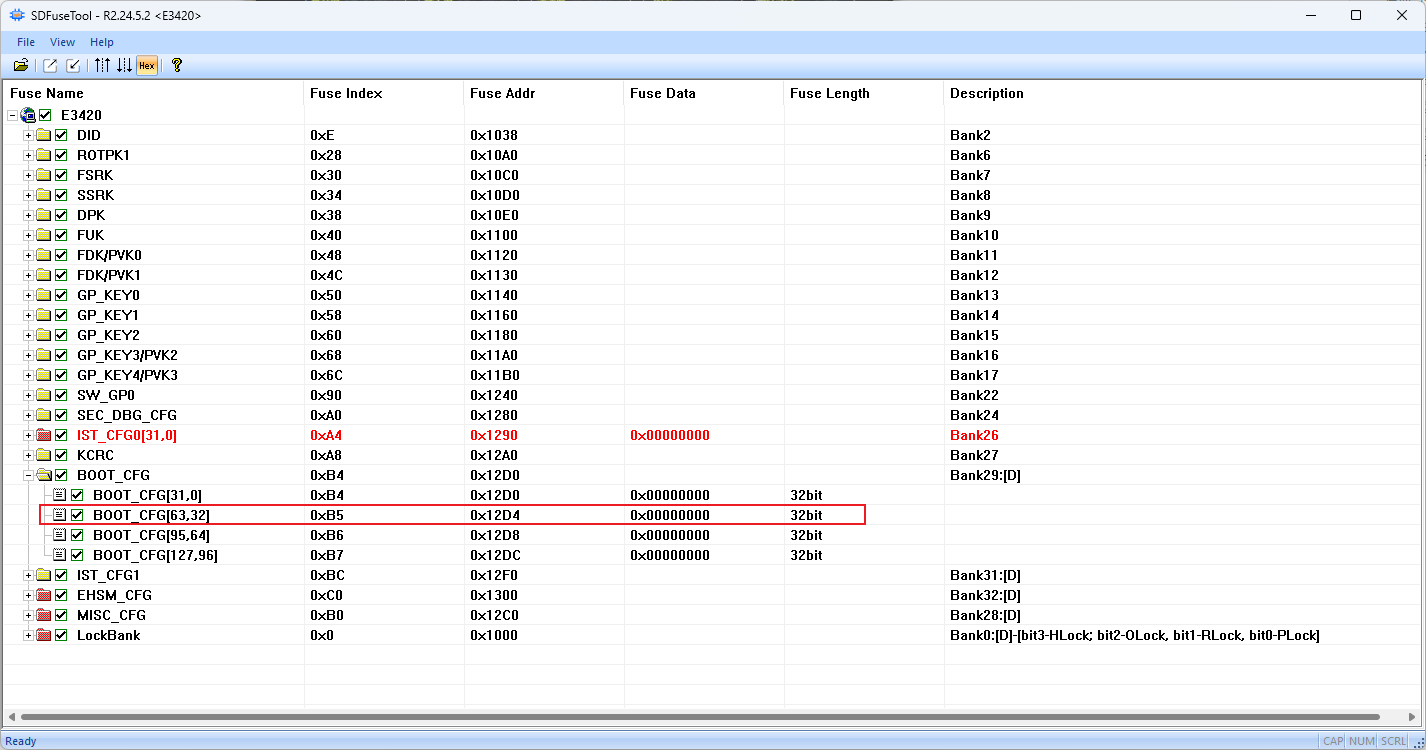 SDFuseTool - R2.24.5.2 <E3420>
File View Help
Hex
Fuse Name Fuse Index Fuse Addr Fuse Data Fuse Length Description
E3420
DID 0xE 0x1038 Bank2
ROTPK1 0x28 0x10A0 Bank6
FSRK 0x30 0x10C0 Bank7
SSRK 0x34 0x10D0 Bank8
DPK 0x38 0x10E0 Bank9
FUK 0x40 0x1100 Bank10
FDK/PVK0 0x48 0x1120 Bank11
FDK/PVK1 0x4C 0x1130 Bank12
GP_KEY0 0x50 0x1140 Bank13
GP_KEY1 0x58 0x1160 Bank14
GP_KEY2 0x60 0x1180 Bank15
GP_KEY3/PVK2 0x68 0x11A0 Bank16
GP_KEY4/PVK3 0x6C 0x11B0 Bank17
SW_GP0 0x90 0x1240 Bank22
SEC_DBG_CFG 0xA0 0x1280 Bank24
IST_CFG0[31,0] 0xA4 0x1290 0x00000000 Bank26
KCRC 0xA8 0x12A0 Bank27
BOOT_CFG 0xB4 0x12D0 Bank29:[D]
BOOT_CFG[31,0] 0xB4 0x12D0 0x00000000 32bit
BOOT_CFG[63,32] 0xB5 0x12D4 0x00000000 32bit
BOOT_CFG[95,64] 0xB6 0x12D8 0x00000000 32bit
BOOT_CFG[127,96] 0xB7 0x12DC 0x00000000 32bit
IST_CFG1 0xBC 0x12F0 Bank31:[D]
EHSM_CFG 0xC0 0x1300 Bank32:[D]
MISC_CFG 0xB0 0x12C0 Bank28:[D]
LockBank 0x0 0x1000 Bank0:[D]-[bit3-HLock; bit2-OLock, bit1-RLock, bit0-PLock]
Ready CAP NUM SCRL